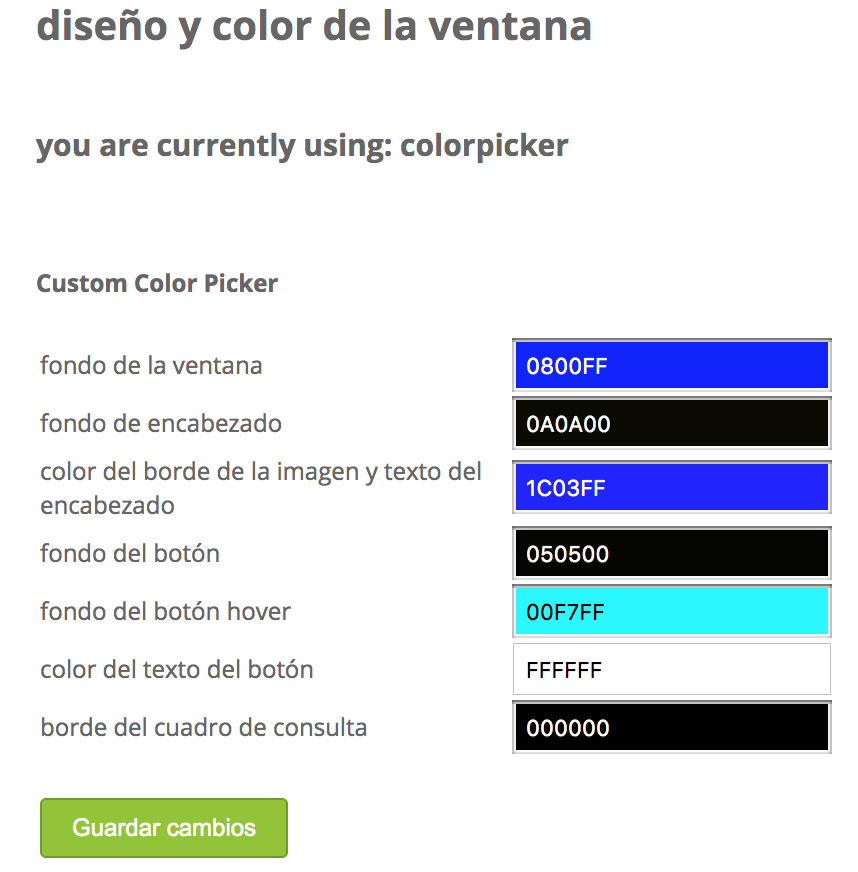 diseño y color de la ventana
you are currently using: colorpicker
Custom Color Picker
fondo de la ventana
0800FF
fondo de encabezado
0A0A00
color del borde de la imagen y texto del
encabezado
1C03FF
fondo del botón
050500
fondo del botón hover
00F7FF
color del texto del botón
FFFFFF
borde del cuadro de consulta
000000
Guardar cambios